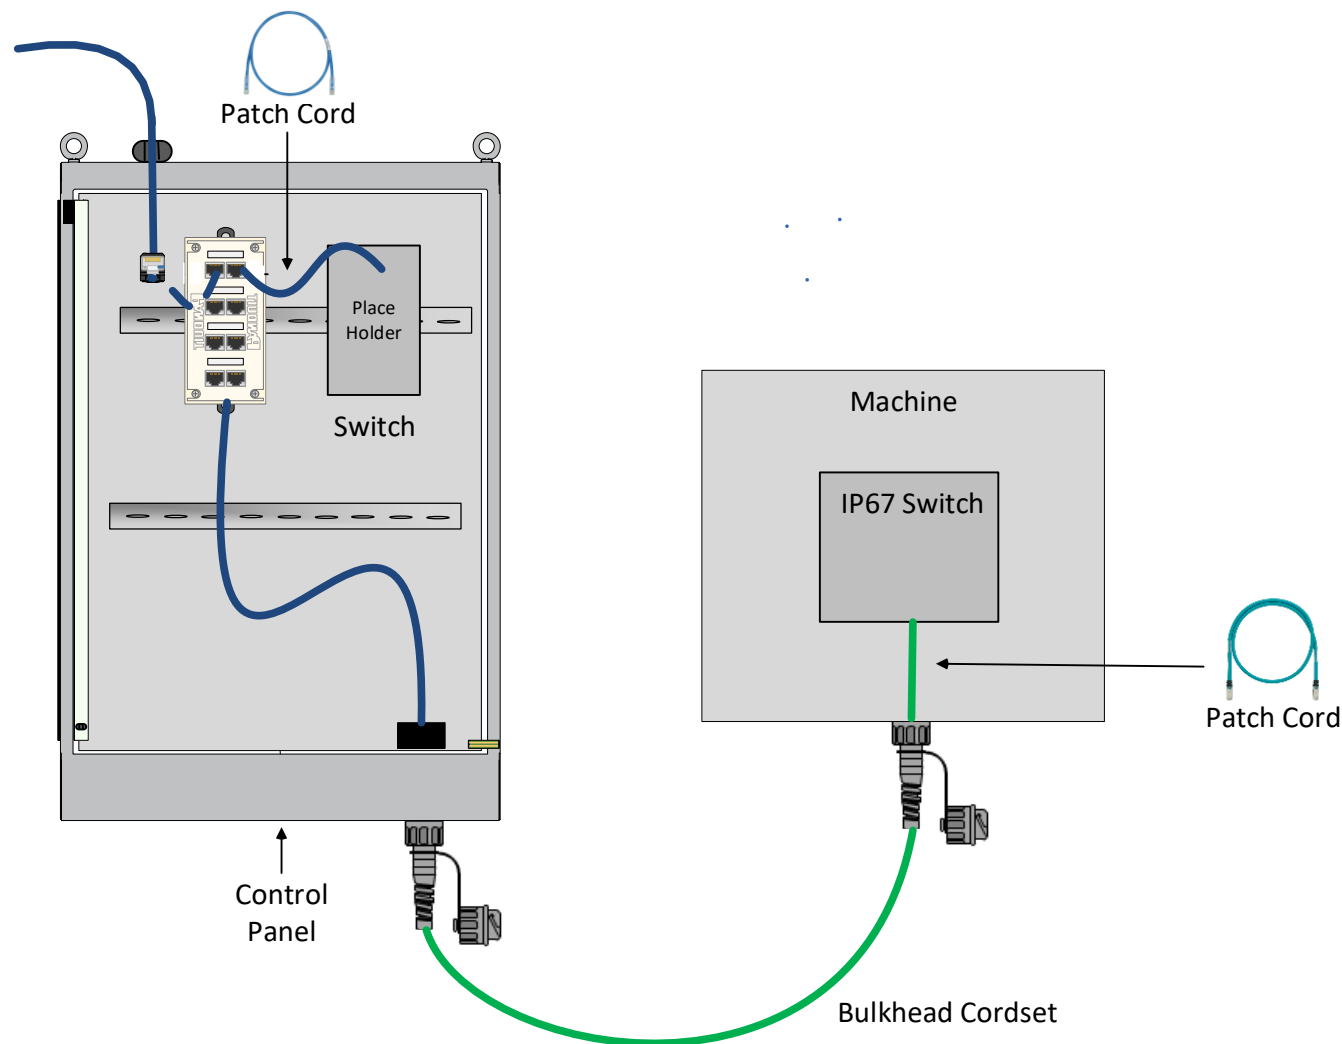 Patch Cord
Place
Holder
Switch
Machine
IP67 Switch
Patch Cord
Control
Panel
Bulkhead Cordset